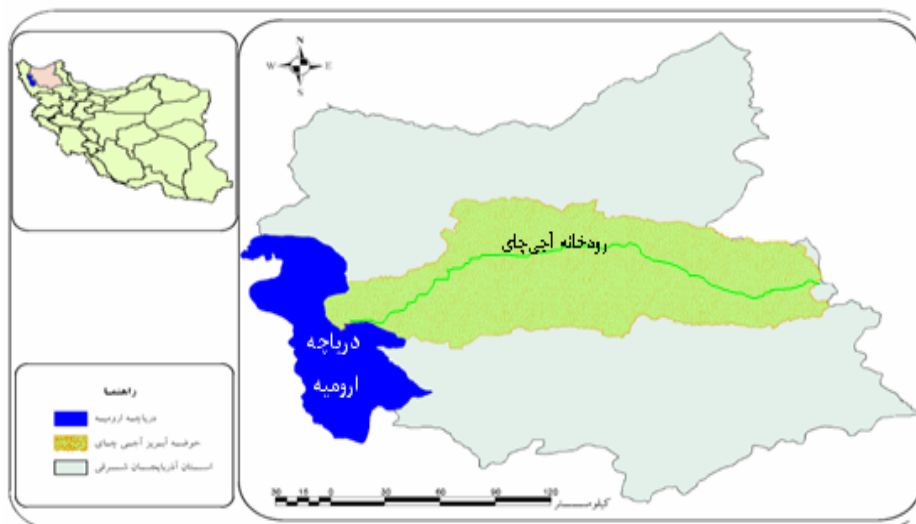 N
W E
S
رودخانه آجی‌چای
دریاچه
ارومیه
راهنما
دریاچه ارومیه
حوضه آبریز آجی چای
استان آذربایجان شرقی
30 15 0 30 60 90 120
کیلومتر